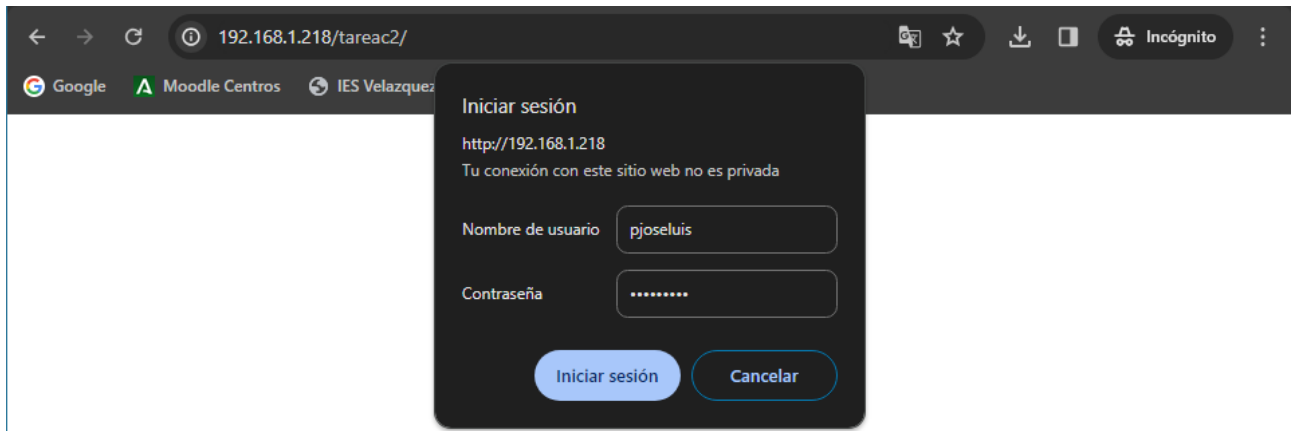 192.168.1.218/tareac2/
Incógnito
Google Moodle Centros IES Velazquez
Iniciar sesión
http://192.168.1.218
Tu conexión con este sitio web no es privada
Nombre de usuario pjoseluis
Contraseña •••••••••
Iniciar sesión Cancelar